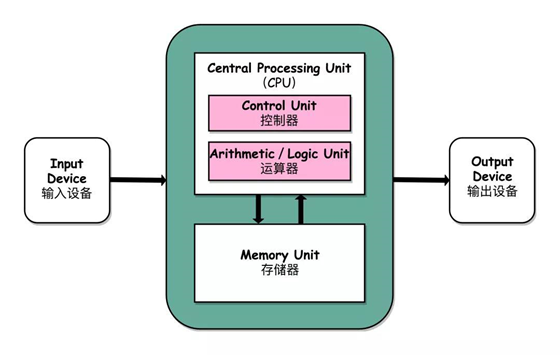 Central Processing Unit
(CPU)
Control Unit
控制器
Arithmetic / Logic Unit
运算器
Input
Device
输入设备
Output
Device
输出设备
Memory Unit
存储器